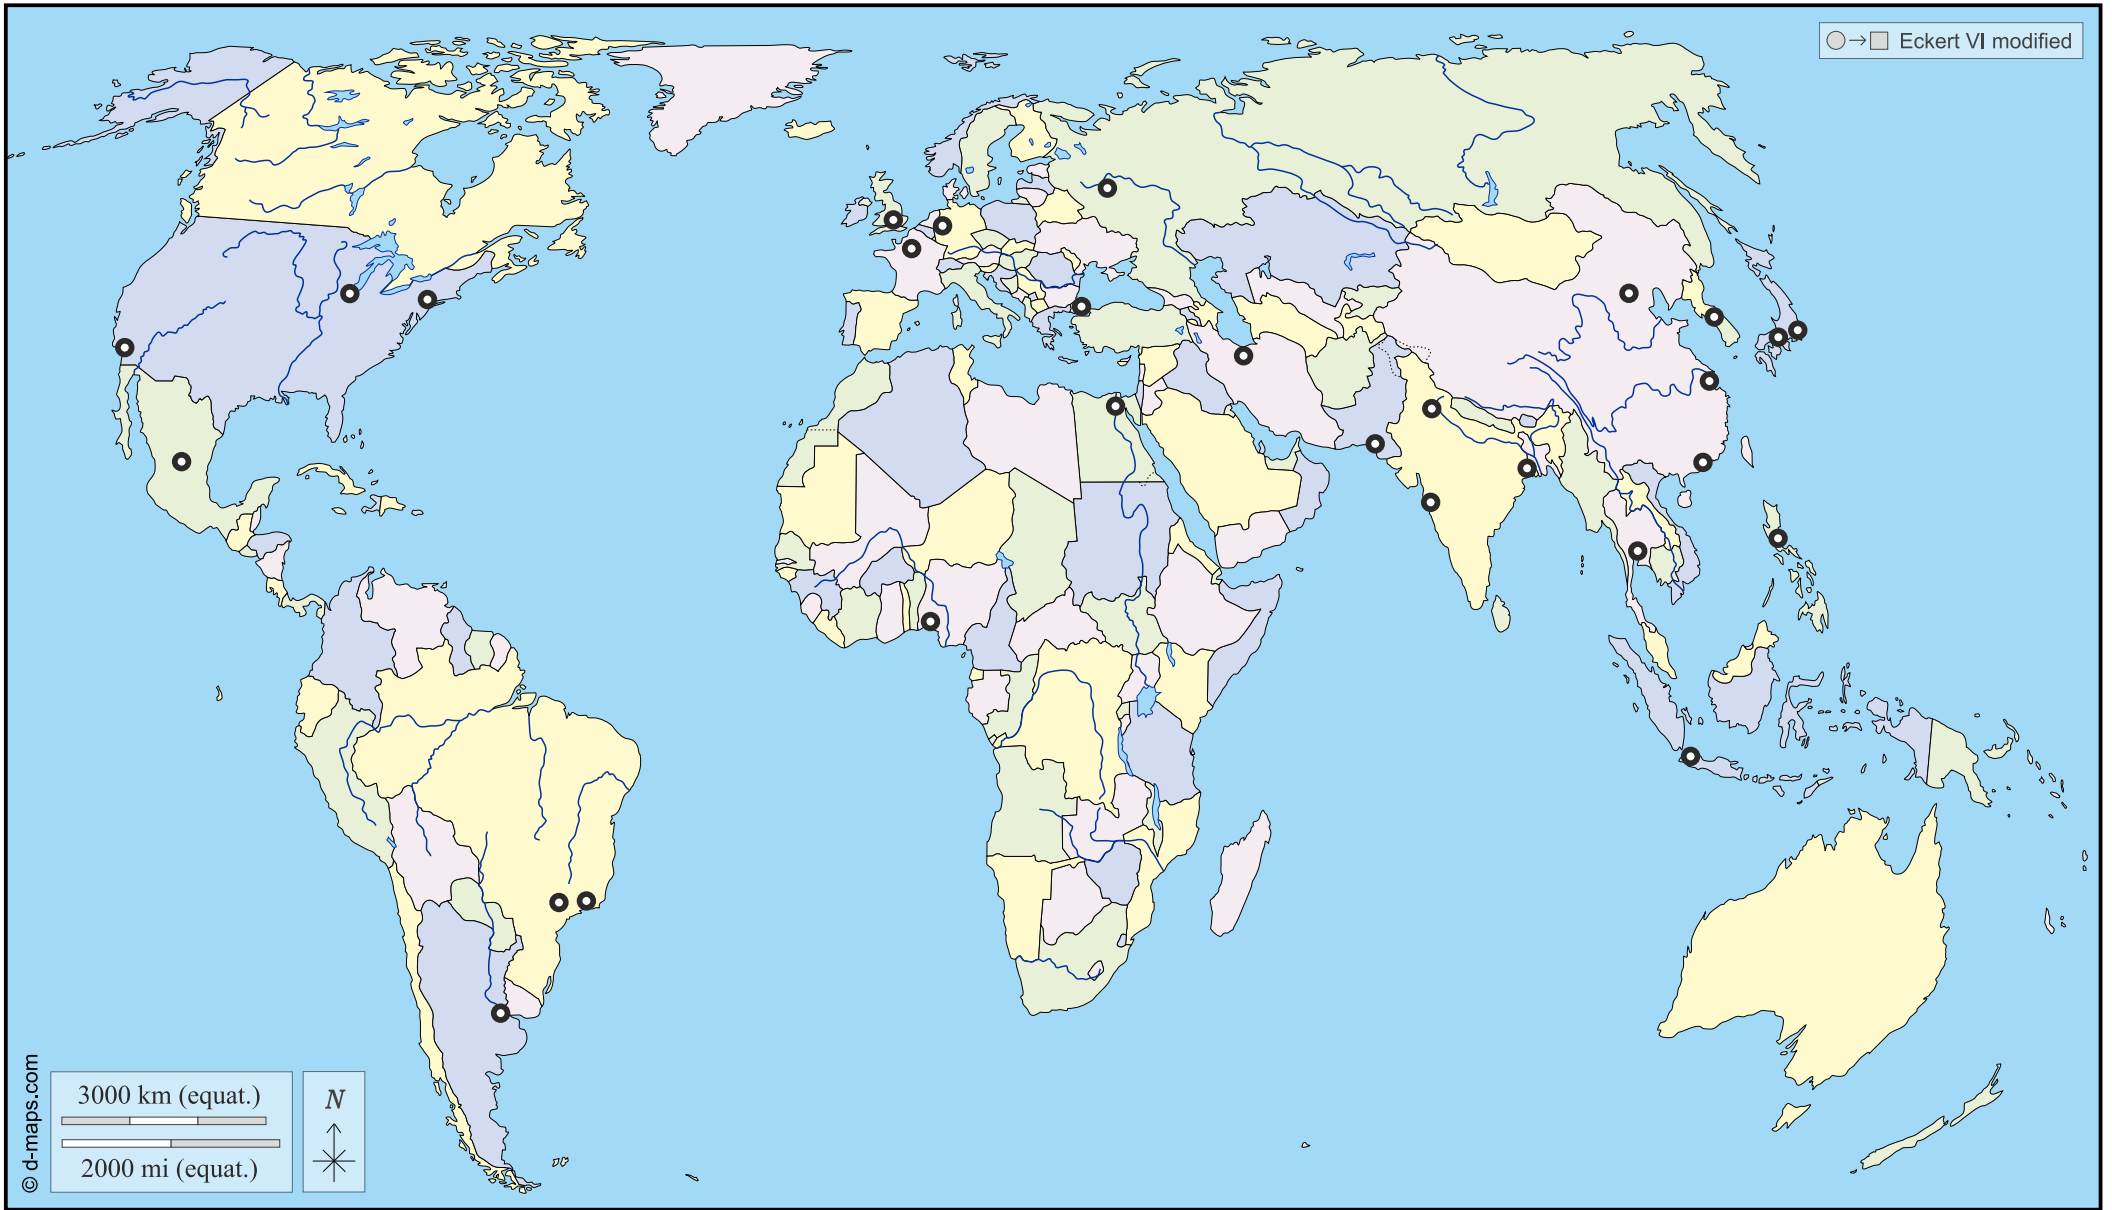 Eckert VI modified
3000 km (equat.)
2000 mi (equat.)
N
© d-maps.com